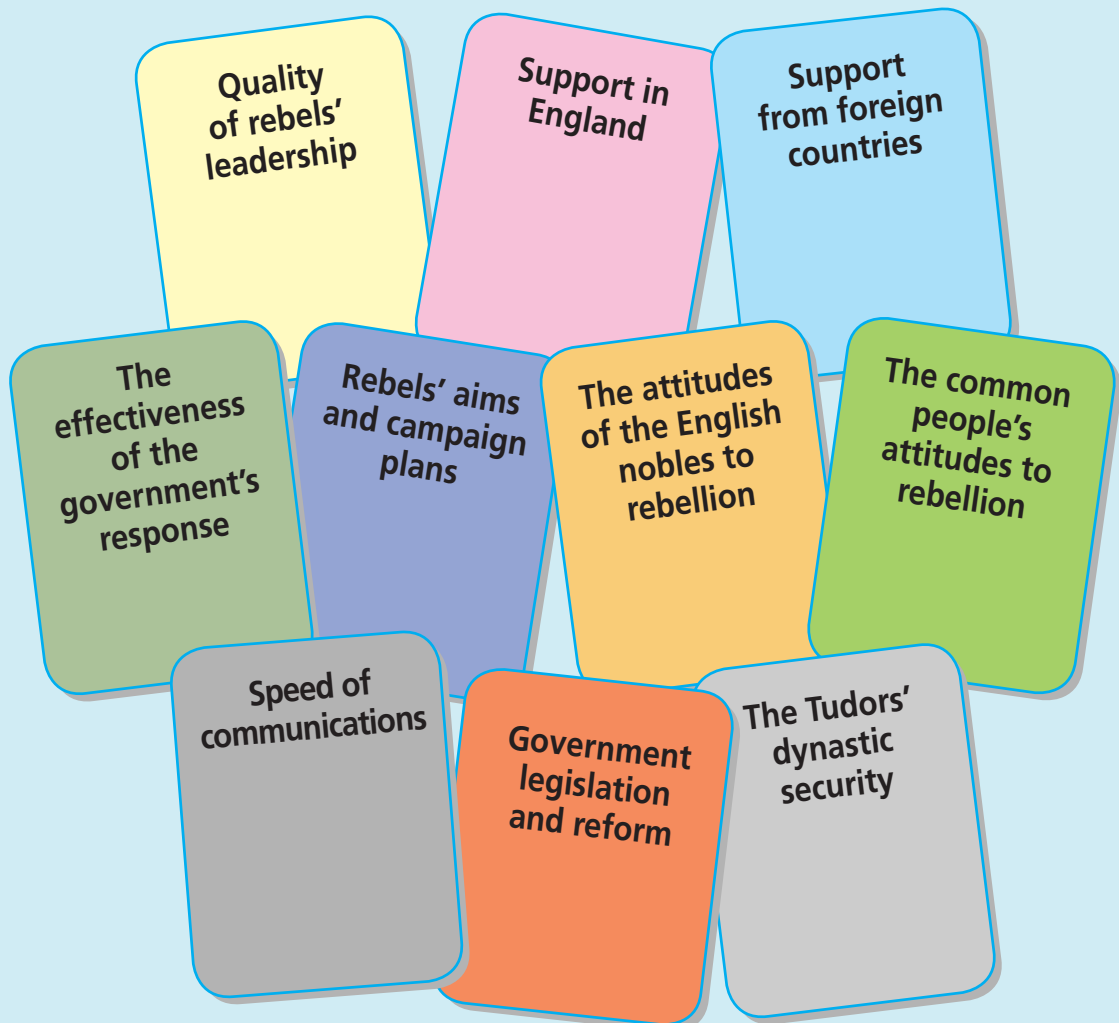 Quality
of rebels’
leadership
Support in
England
Support
from foreign
countries
The
effectiveness
of the
government’s
response
Rebels’ aims
and campaign
plans
The attitudes
of the English
nobles to
rebellion
The common
people’s
attitudes to
rebellion
Speed of
communications
Government
legislation
and reform
The Tudors’
dynastic
security